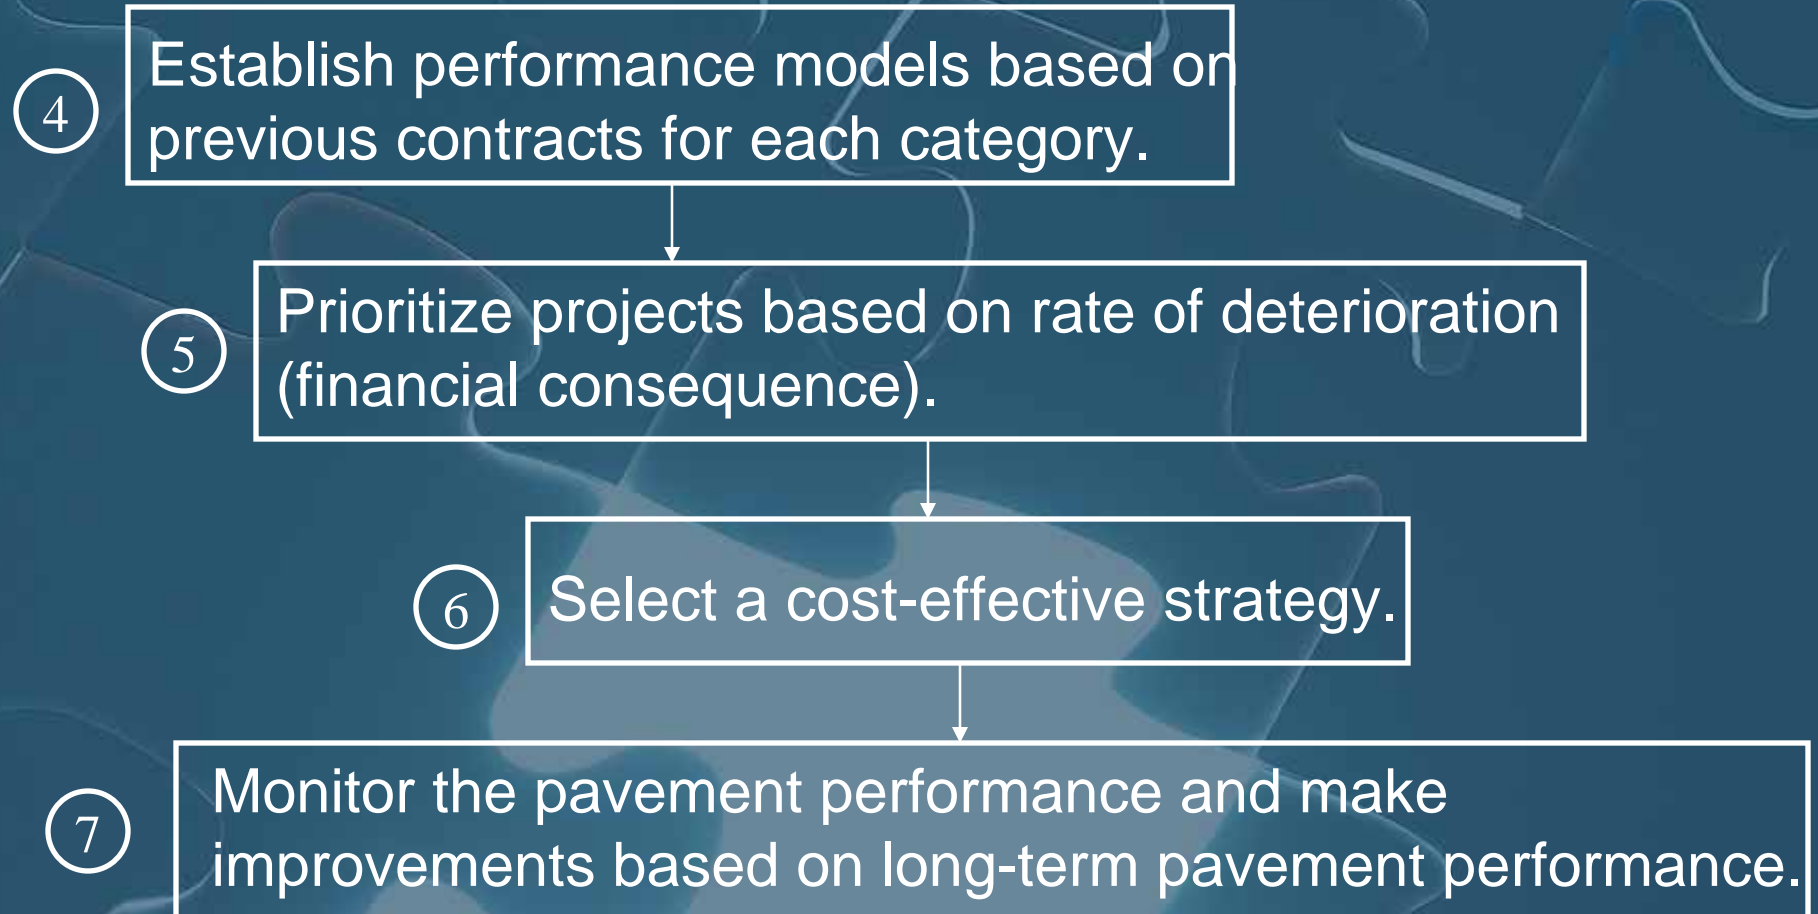 4
Establish performance models based on
previous contracts for each category.
5
Prioritize projects based on rate of deterioration
(financial consequence).
6
Select a cost-effective strategy.
7
Monitor the pavement performance and make
improvements based on long-term pavement performance.